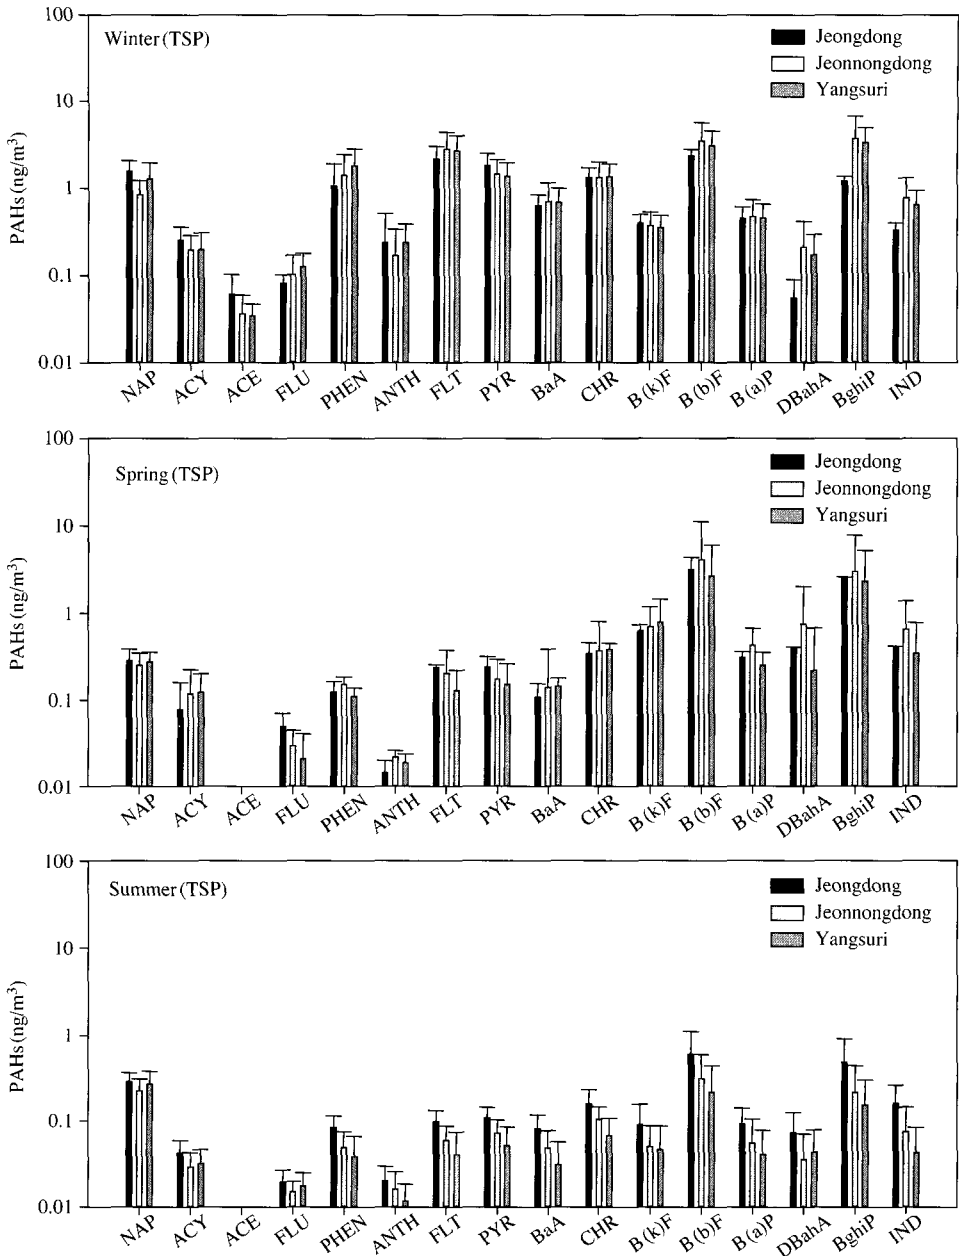 100
Winter (TSP)
Jeongdong
Jeonnongdong
Yangsuri
10
1
0.1
0.01
PAHs (ng/m³)
NAP ACY ACE FLU PHEN ANTH FLT PYR BaA CHR B (k)F B (b)F B (a)P DBahA BghiP IND
100
Spring (TSP)
Jeongdong
Jeonnongdong
Yangsuri
10
1
0.1
0.01
PAHs (ng/m³)
NAP ACY ACE FLU PHEN ANTH FLT PYR BaA CHR B (k)F B (b)F B (a)P DBahA BghiP IND
100
Summer (TSP)
Jeongdong
Jeonnongdong
Yangsuri
10
1
0.1
0.01
PAHs (ng/m³)
NAP ACY ACE FLU PHEN ANTH FLT PYR BaA CHR B (k)F B (b)F B (a)P DBahA BghiP IND